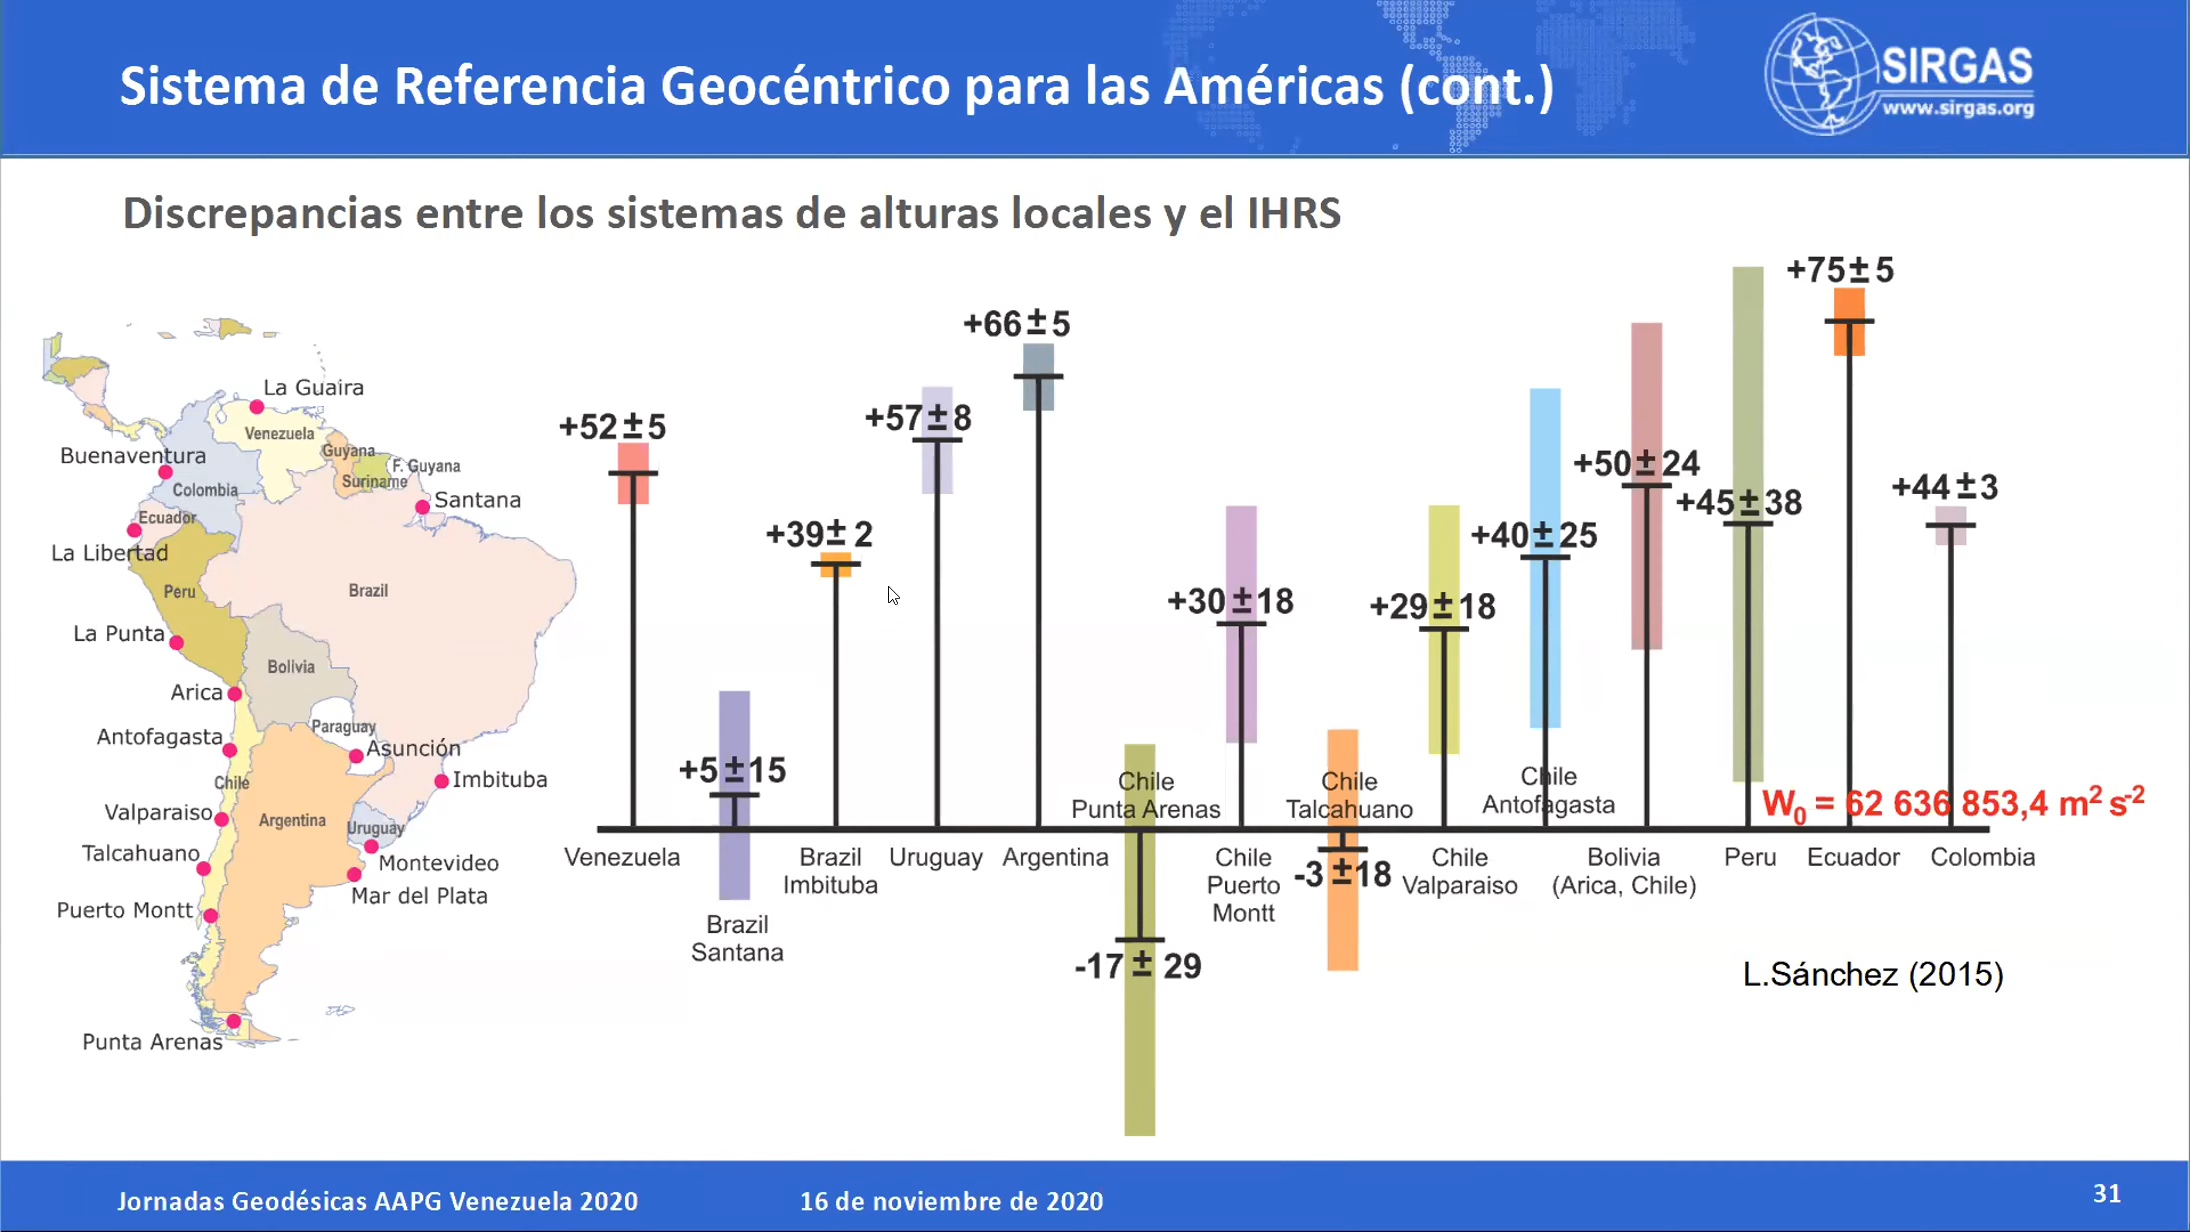 Sistema de Referencia Geocéntrico para las Américas (cont.)
SIRGAS
www.sirgas.org
Discrepancias entre los sistemas de alturas locales y el IHRS
La Guaira
Venezuela
Buenaventura
Guyana
F. Guyana
Suriname
Colombia
Santana
Ecuador
La Libertad
Peru
Brazil
La Punta
Bolivia
Arica
Paraguay
Antofagasta
Asunción
Chile
Imbituba
Valparaiso
Argentina
Uruguay
Talcahuano
Montevideo
Mar del Plata
Puerto Montt
Punta Arenas
+52±5
+5±15
+39±2
+57±8
+66±5
-17±29
+30±18
-3±18
+29±18
+40±25
+50±24
+45±38
+75±5
+44±3
Venezuela
Brazil
Santana
Brazil
Imbituba
Uruguay
Argentina
Chile
Punta Arenas
Chile
Puerto
Montt
Chile
Talcahuano
Chile
Valparaiso
Chile
Antofagasta
Bolivia
(Arica, Chile)
Peru
Ecuador
Colombia
W₀ = 62 636 853,4 m² s⁻²
L.Sánchez (2015)
Jornadas Geodésicas AAPG Venezuela 2020
16 de noviembre de 2020
31